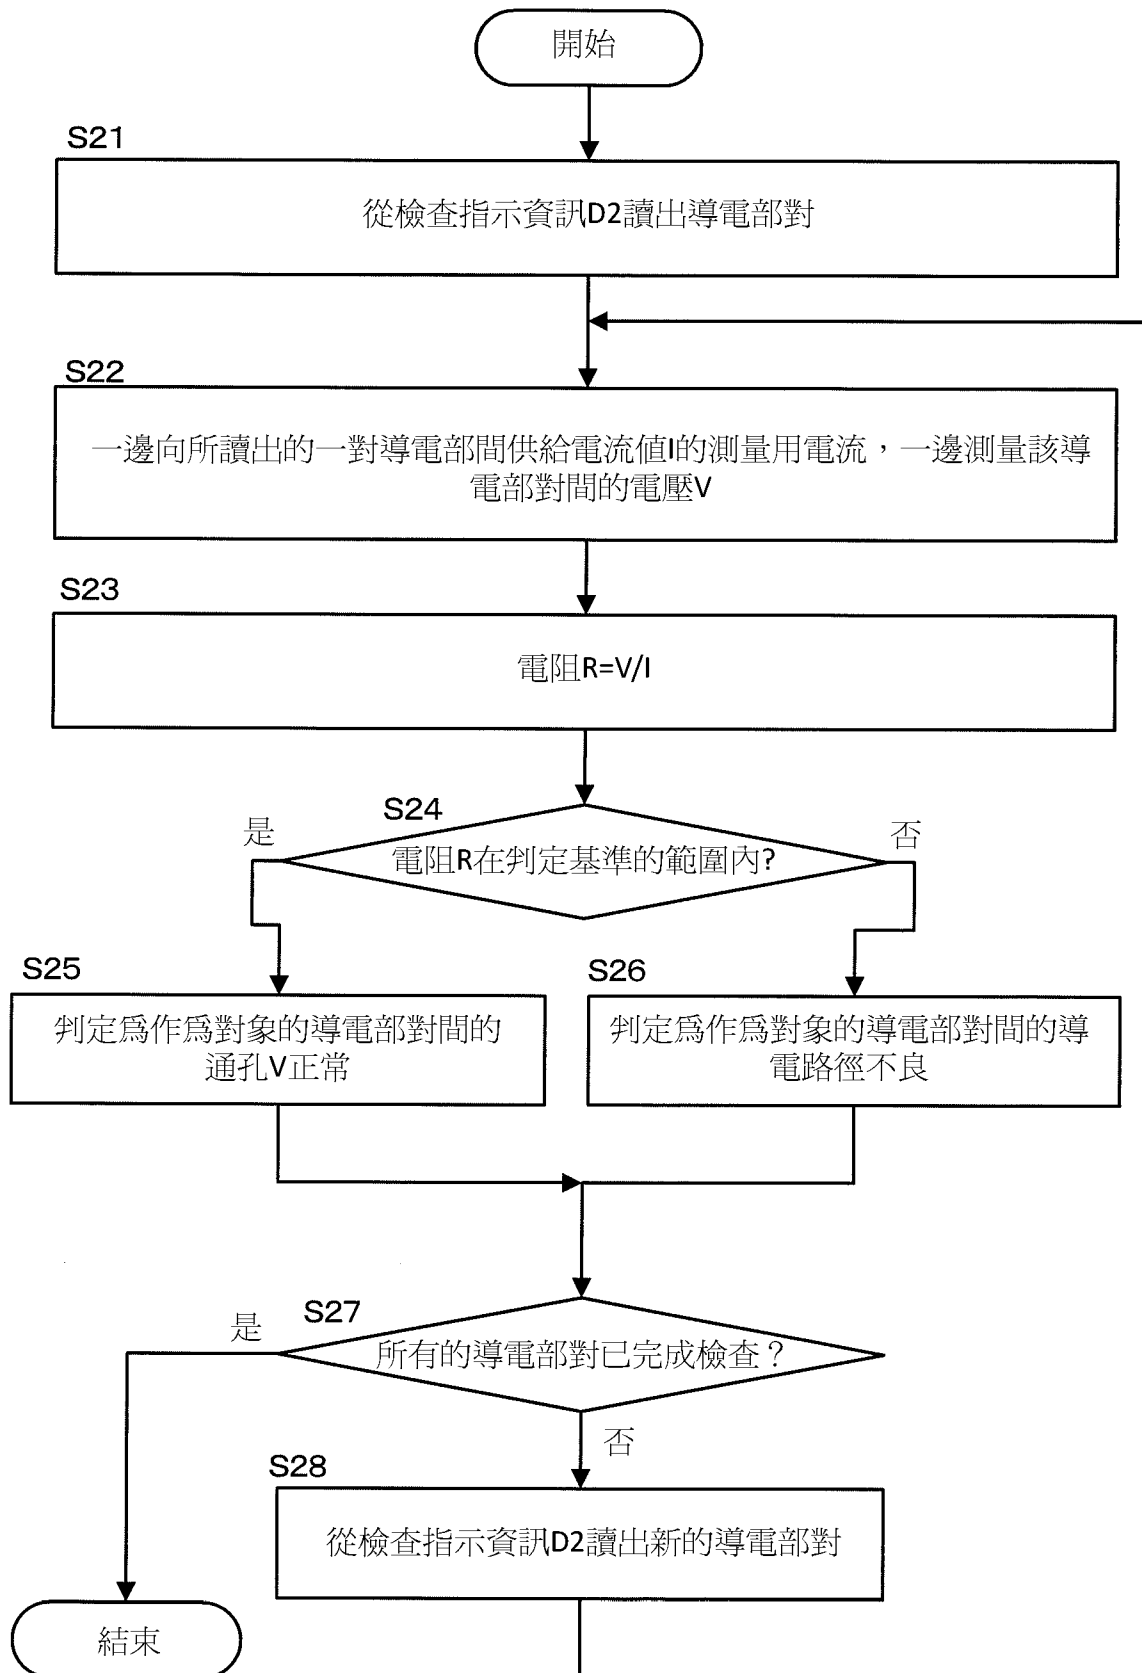 開始
S21
從檢查指示資訊D2讀出導電部對
S22
一邊向所讀出的一對導電部間供給電流值I的測量用電流，一邊測量該導
電部對間的電壓V
S23
電阻R=V/I
S24
是
否
電阻R在判定基準的範圍內?
S25
S26
判定爲作爲對象的導電部對間的
通孔V正常
判定爲作爲對象的導電部對間的導
電路徑不良
S27
是
所有的導電部對已完成檢查？
否
S28
從檢查指示資訊D2讀出新的導電部對
結束